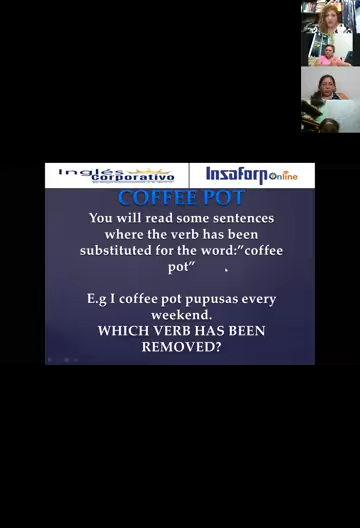 Inglés
Corporativo
Insaforp Online
COFFEE POT
You will read some sentences
where the verb has been
substituted for the word:"coffee
pot"
E.g I coffee pot pupusas every
weekend.
WHICH VERB HAS BEEN
REMOVED?